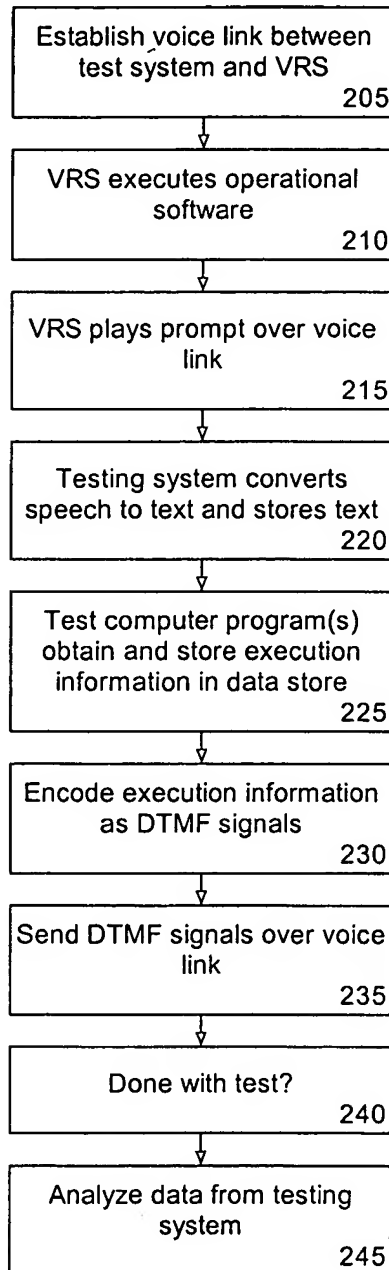 Establish voice link between
test system and VRS
205
VRS executes operational
software
210
VRS plays prompt over voice
link
215
Testing system converts
speech to text and stores text
220
Test computer program(s)
obtain and store execution
information in data store
225
Encode execution information
as DTMF signals
230
Send DTMF signals over voice
link
235
Done with test?
240
Analyze data from testing
system
245